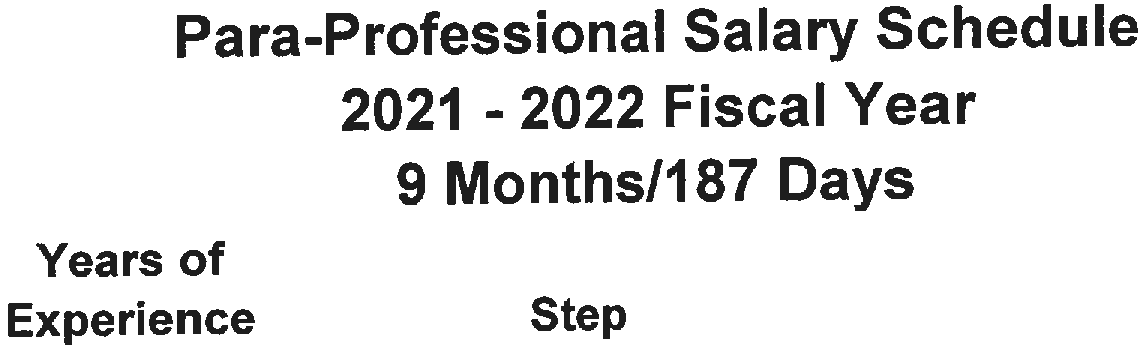 Para-Professional Salary Schedule
2021 - 2022 Fiscal Year
9 Months/187 Days
Years of
Experience Step